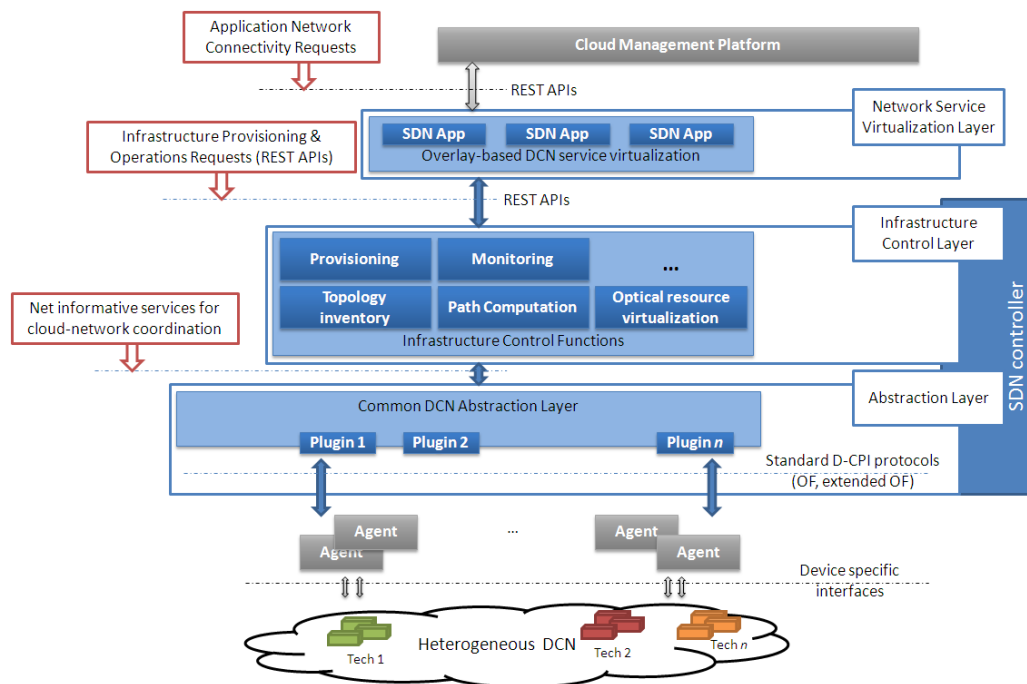 Application Network
Connectivity Requests
Cloud Management Platform
REST APIs
Network Service
Virtualization Layer
Infrastructure Provisioning &
Operations Requests (REST APIs)
SDN App
SDN App
SDN App
Overlay-based DCN service virtualization
REST APIs
Infrastructure
Control Layer
Provisioning
Monitoring
...
Topology
inventory
Path Computation
Optical resource
virtualization
Infrastructure Control Functions
Net informative services for
cloud-network coordination
SDN controller
Abstraction Layer
Common DCN Abstraction Layer
Plugin 1
Plugin 2
Plugin n
Standard D-CPI protocols
(OF, extended OF)
Agent
Agent
...
Agent
Agent
Device specific
interfaces
Heterogeneous DCN
Tech 1
Tech 2
Tech n